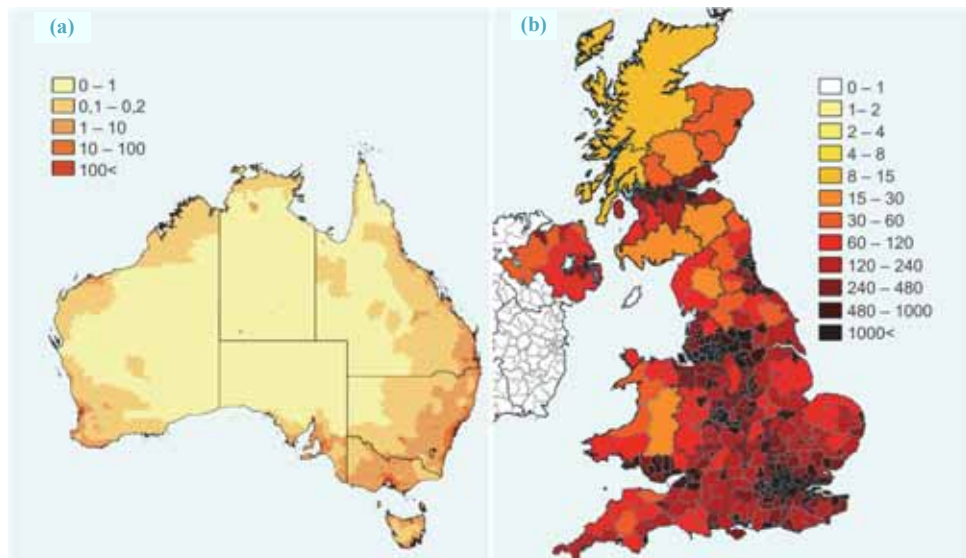 (a)
0 – 1
0,1 – 0,2
1 – 10
10 – 100
100<
(b)
0 – 1
1 – 2
2 – 4
4 – 8
8 – 15
15 – 30
30 – 60
60 – 120
120 – 240
240 – 480
480 – 1000
1000<